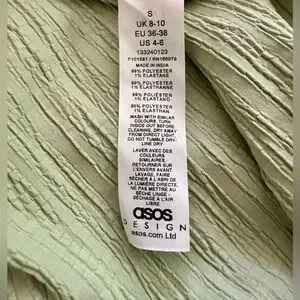 S
UK 8-10
EU 36-38
US 4-6
133240123
F101581 / RN166978
MADE IN INDIA
99% POLYESTER
1% ELASTANE
99% POLYESTER
1% ELASTHANNE
99% POLIÉSTER
1% ELASTANO
99% POLYESTER
1% ELASTHAN
WASH WITH SIMILAR
COLOURS, TURN
INSIDE OUT BEFORE
CLEANING, DRY AWAY
FROM DIRECT LIGHT,
DO NOT TUMBLE DRY-
LINE DRY
LAVER AVEC DES
COULEURS
SIMILAIRES.
RETOURNER SUR
L'ENVERS AVANT
LAVAGE, FAIRE
SÉCHER À L'ABRI DE
LA LUMIÈRE DIRECTE,
NE PAS METTRE AU
SÈCHE LINGE -
SÉCHAGE À L'AIR
LIBRE
asos
DESIGN
asos.com Ltd